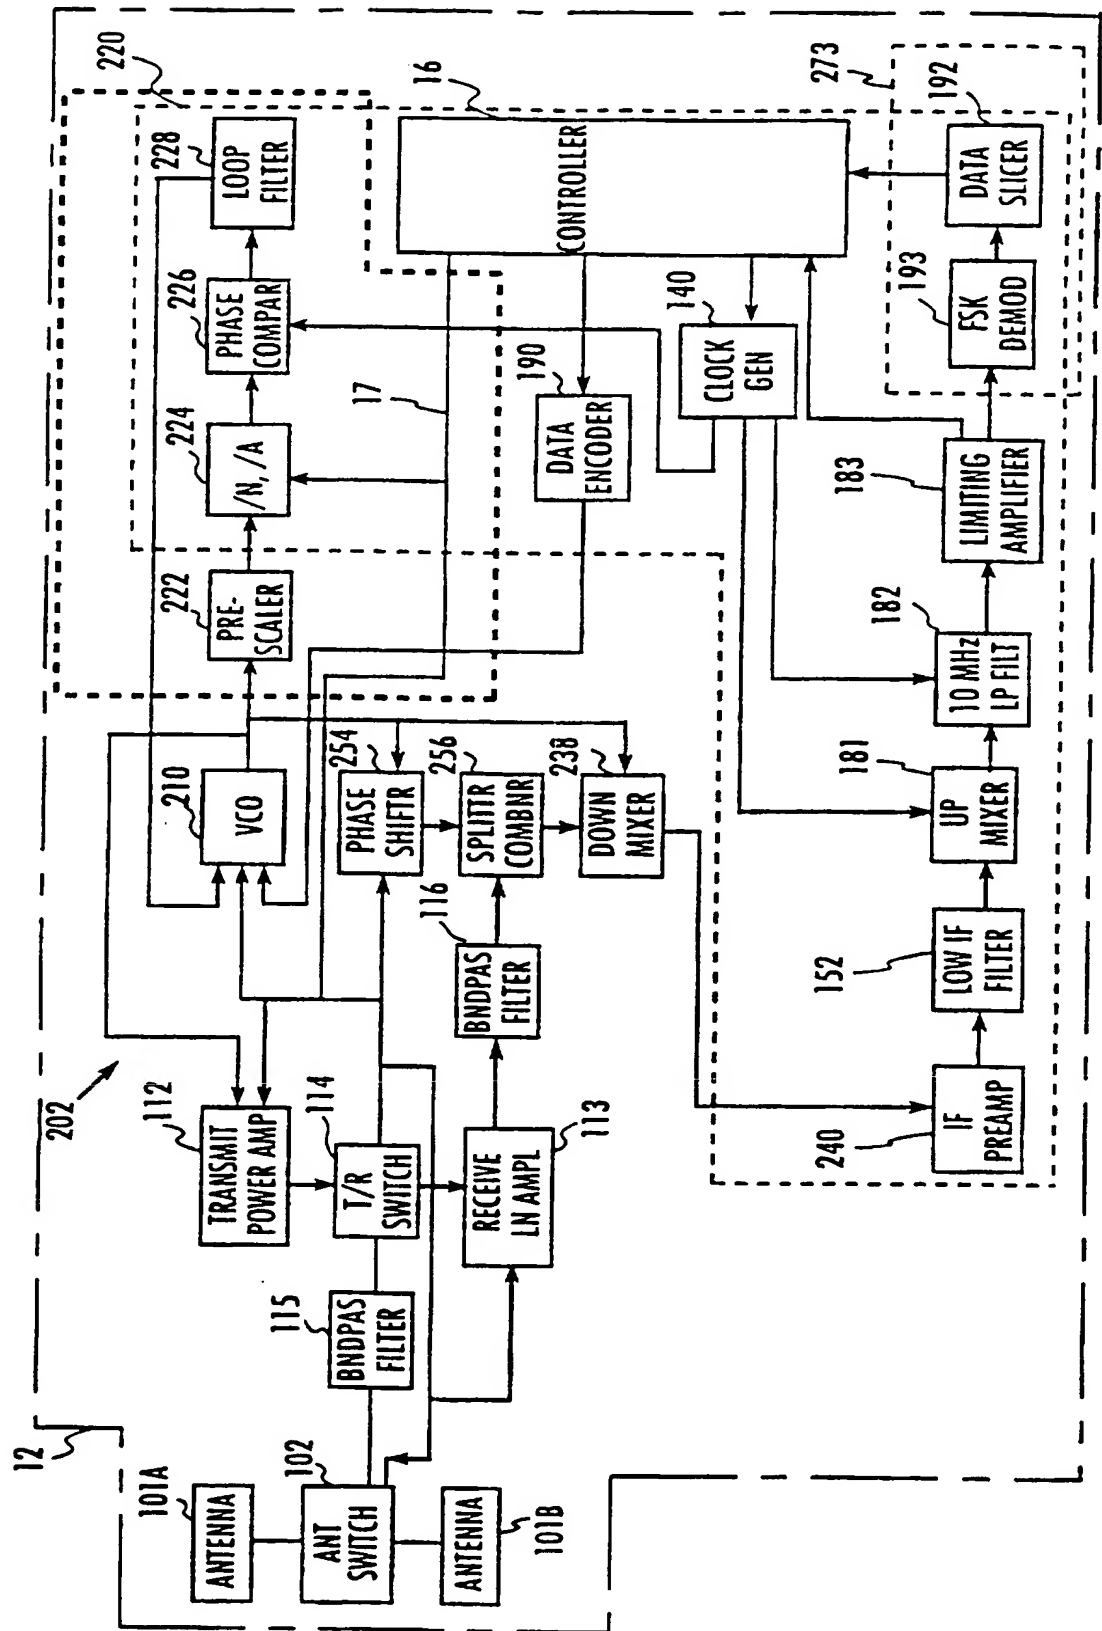 12
101A
ANTENNA
102
ANT
SWITCH
ANTENNA
101B
202
112
TRANSMIT
POWER AMP
115
BNDPAS
FILTER
114
T/R
SWITCH
RECEIVE
LN AMPL
113
116
BNDPAS
FILTER
210
VCO
254
PHASE
SHIFTR
256
SPLITTR
COMBNR
238
DOWN
MIXER
222
PRE-
SCALER
224
/N, /A
226
PHASE
COMPAR
228
LOOP
FILTER
220
17
190
DATA
ENCODER
16
CONTROLLER
140
CLOCK
GEN
240
IF
PREAMP
152
LOW IF
FILTER
181
UP
MIXER
182
10 MHz
LP FILT
183
LIMITING
AMPLIFIER
193
FSK
DEMOD
273
192
DATA
SLICER